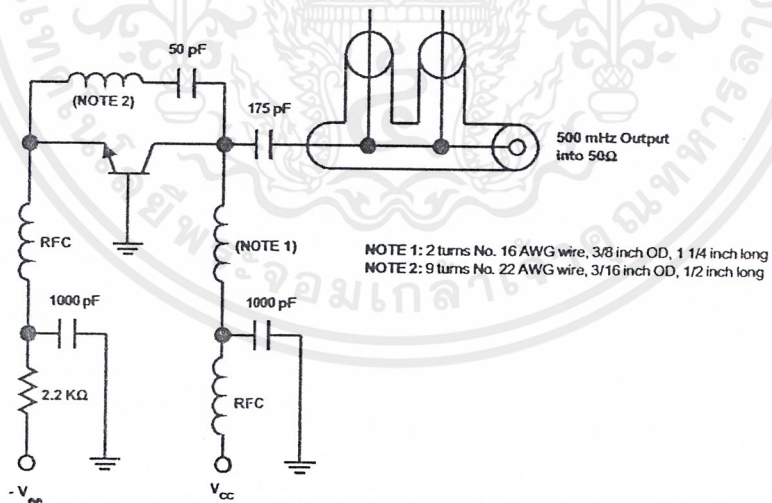 50 pF
(NOTE 2)
175 pF
500 mHz Output
into 50Ω
RFC
(NOTE 1)
NOTE 1: 2 turns No. 16 AWG wire, 3/8 inch OD, 1 1/4 inch long
NOTE 2: 9 turns No. 22 AWG wire, 3/16 inch OD, 1/2 inch long
1000 pF
1000 pF
2.2 KΩ
RFC
- Vee
VCC